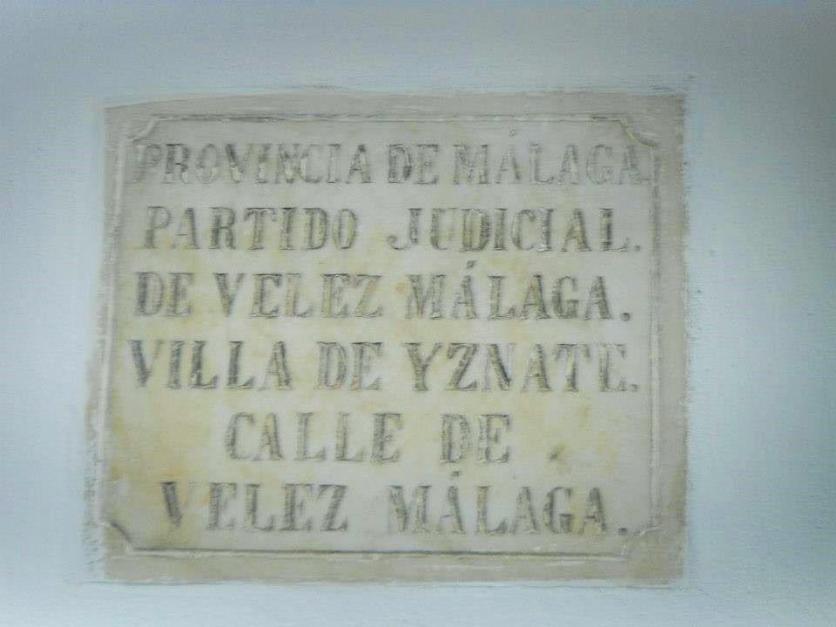 PROVINCIA DE MÁLAGA
PARTIDO JUDICIAL.
DE VELEZ MÁLAGA.
VILLA DE YZNATE.
CALLE DE
VELEZ MÁLAGA.